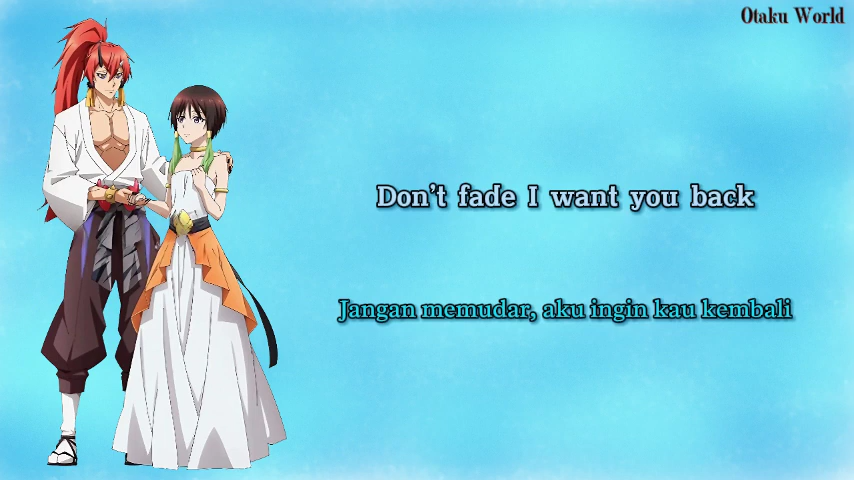 Otaku World
Don't fade I want you back
Jangan memudar, aku ingin kau kembali